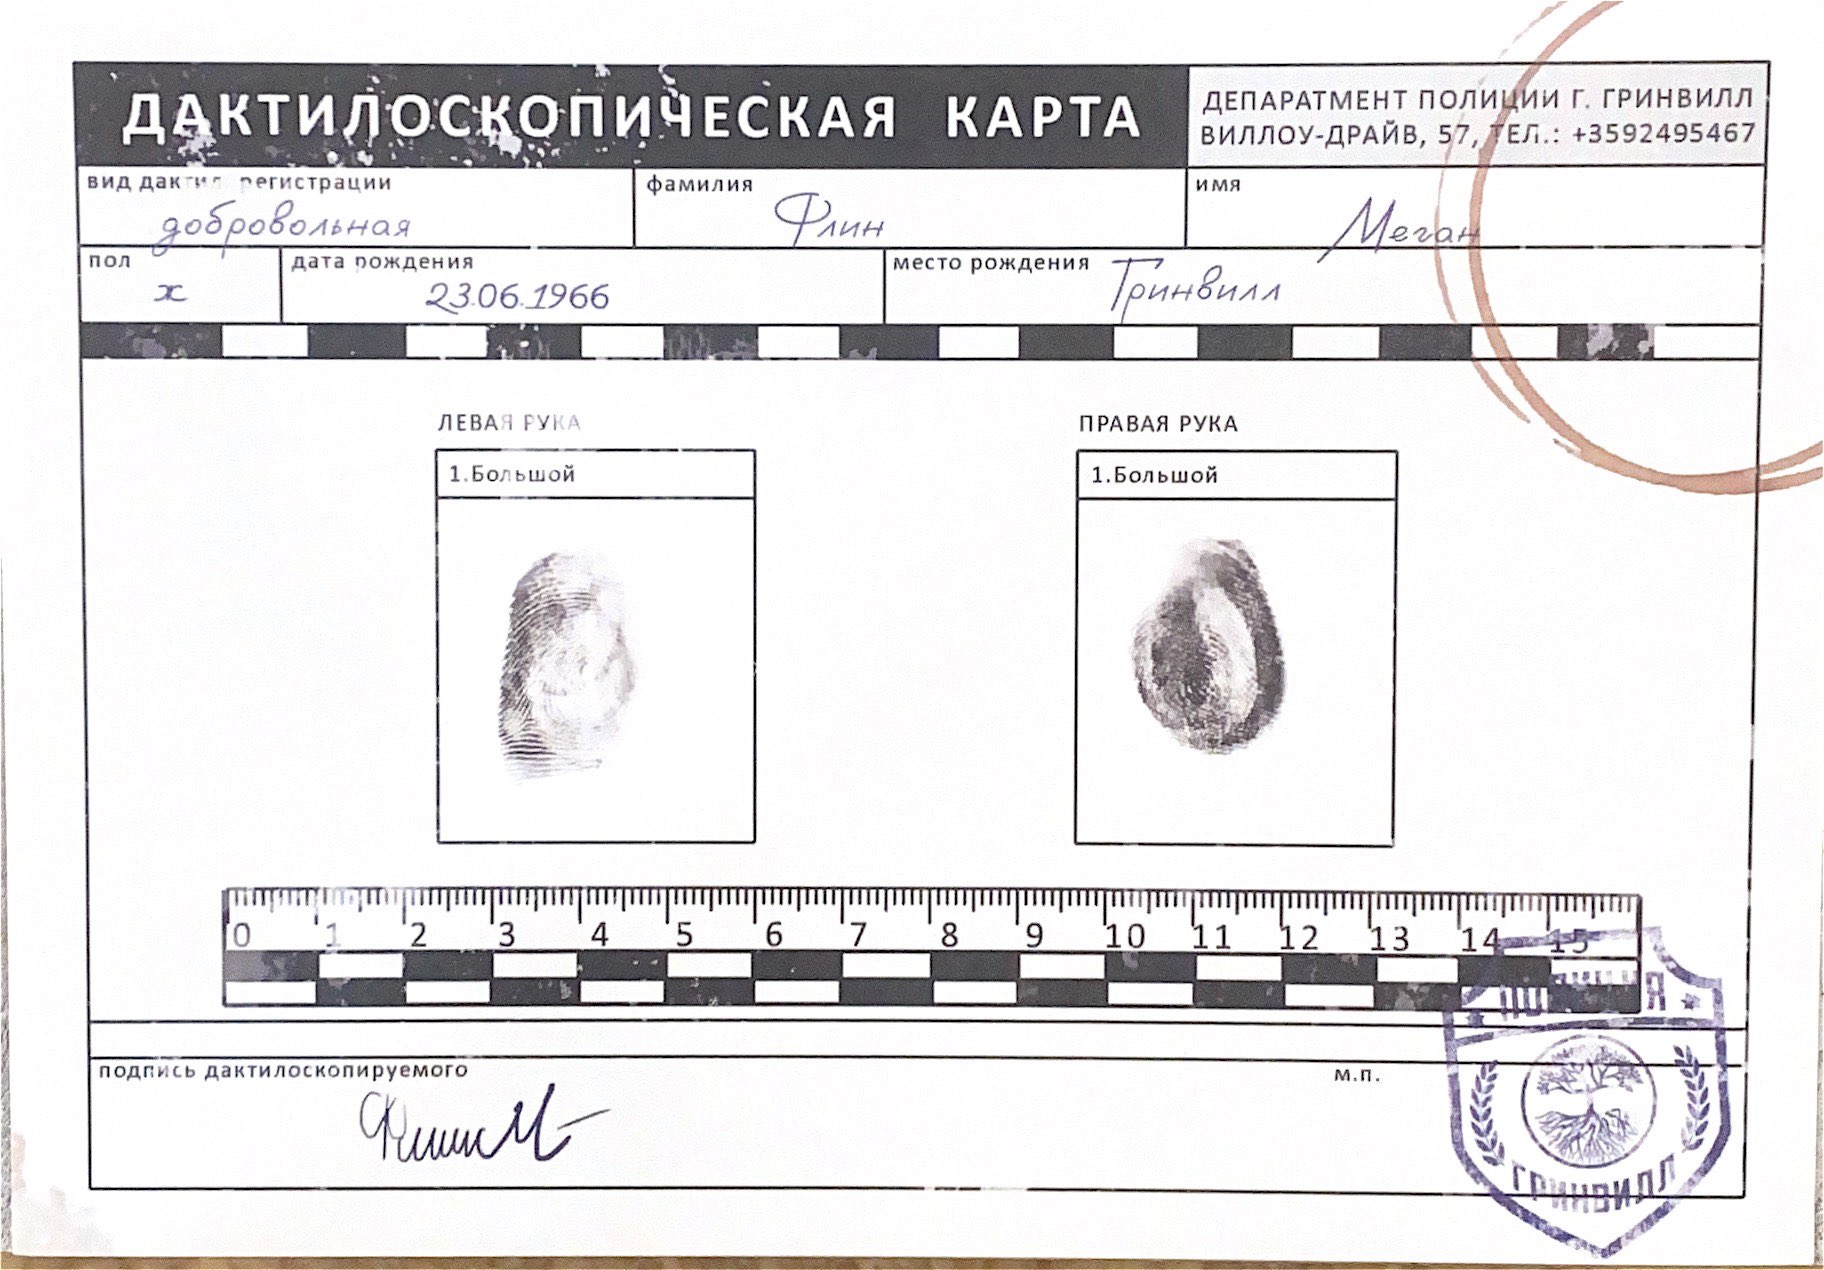 ДАКТИЛОСКОПИЧЕСКАЯ КАРТА
ДЕПАРАТМЕНТ ПОЛИЦИИ Г. ГРИНВИЛЛ
ВИЛЛОУ-ДРАЙВ, 57, ТЕЛ.: +3592495467
вид дактил. регистрации
добровольная
фамилия
Флин
имя
Меган
пол
ж
дата рождения
23.06.1966
место рождения
Гринвилл
ЛЕВАЯ РУКА
1.Большой
ПРАВАЯ РУКА
1.Большой
0 1 2 3 4 5 6 7 8 9 10 11 12 13 14 15
подпись дактилоскопируемого
Флин М
м.п.
ПОЛИЦИЯ
ГРИНВИЛЛ